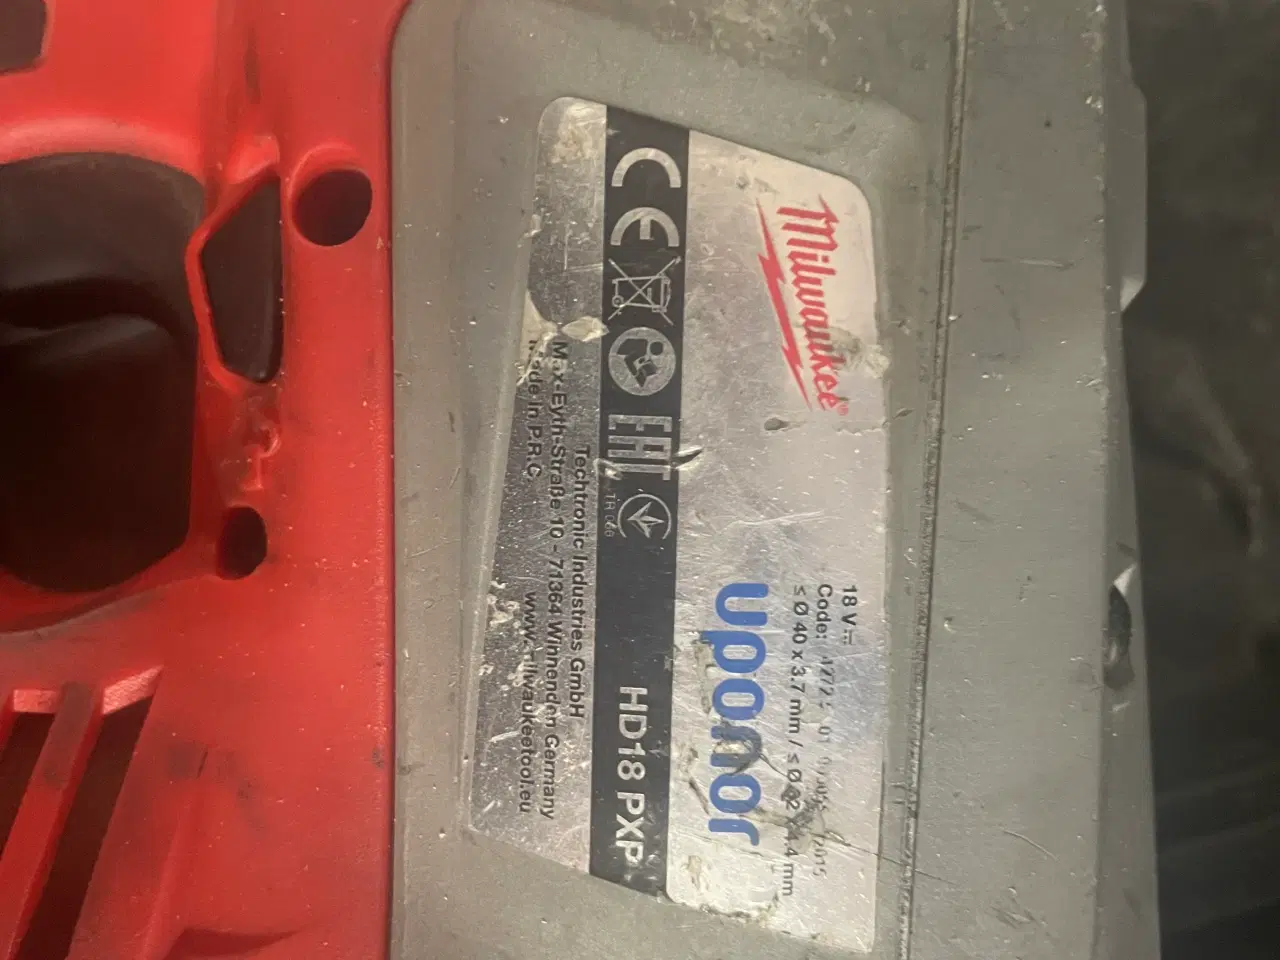 Milwaukee®
18 V⎓
Code:
≤ Ø 40 x 3.7 mm / ≤ Ø mm
uponor
CE
EAC
TR 066
HD18 PXP
Techtronic Industries GmbH
Max-Eyth-Straße 10 - 71364 Winnenden Germany
Made in P.R.C. www.milwaukeetool.eu